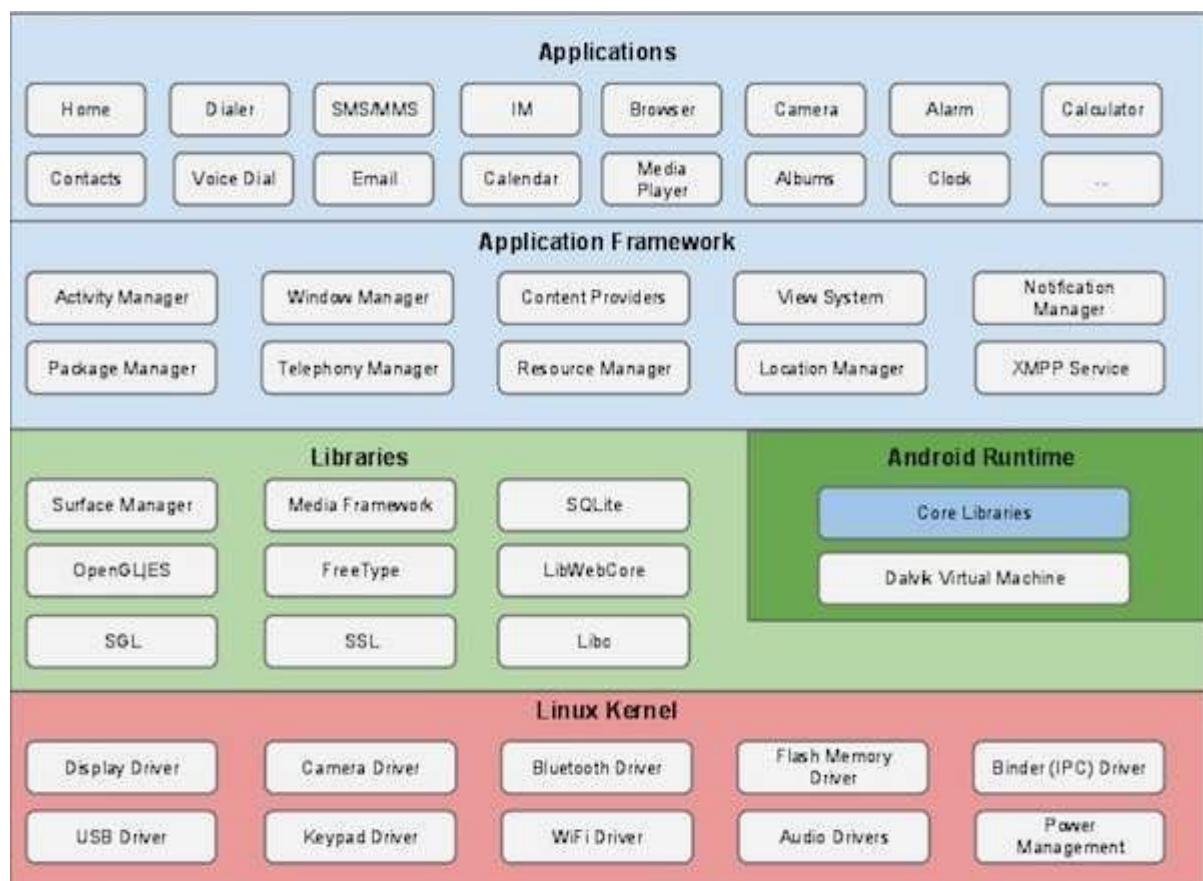 Applications
Home
Dialer
SMS/MMS
IM
Browser
Camera
Alarm
Calculator
Contacts
Voice Dial
Email
Calendar
Media
Player
Albums
Clock
...
Application Framework
Activity Manager
Window Manager
Content Providers
View System
Notification
Manager
Package Manager
Telephony Manager
Resource Manager
Location Manager
XMPP Service
Libraries
Surface Manager
Media Framework
SQLite
OpenGL|ES
FreeType
LibWebCore
SGL
SSL
Libc
Android Runtime
Core Libraries
Dalvik Virtual Machine
Linux Kernel
Display Driver
Camera Driver
Bluetooth Driver
Flash Memory
Driver
Binder (IPC) Driver
USB Driver
Keypad Driver
WiFi Driver
Audio Drivers
Power
Management